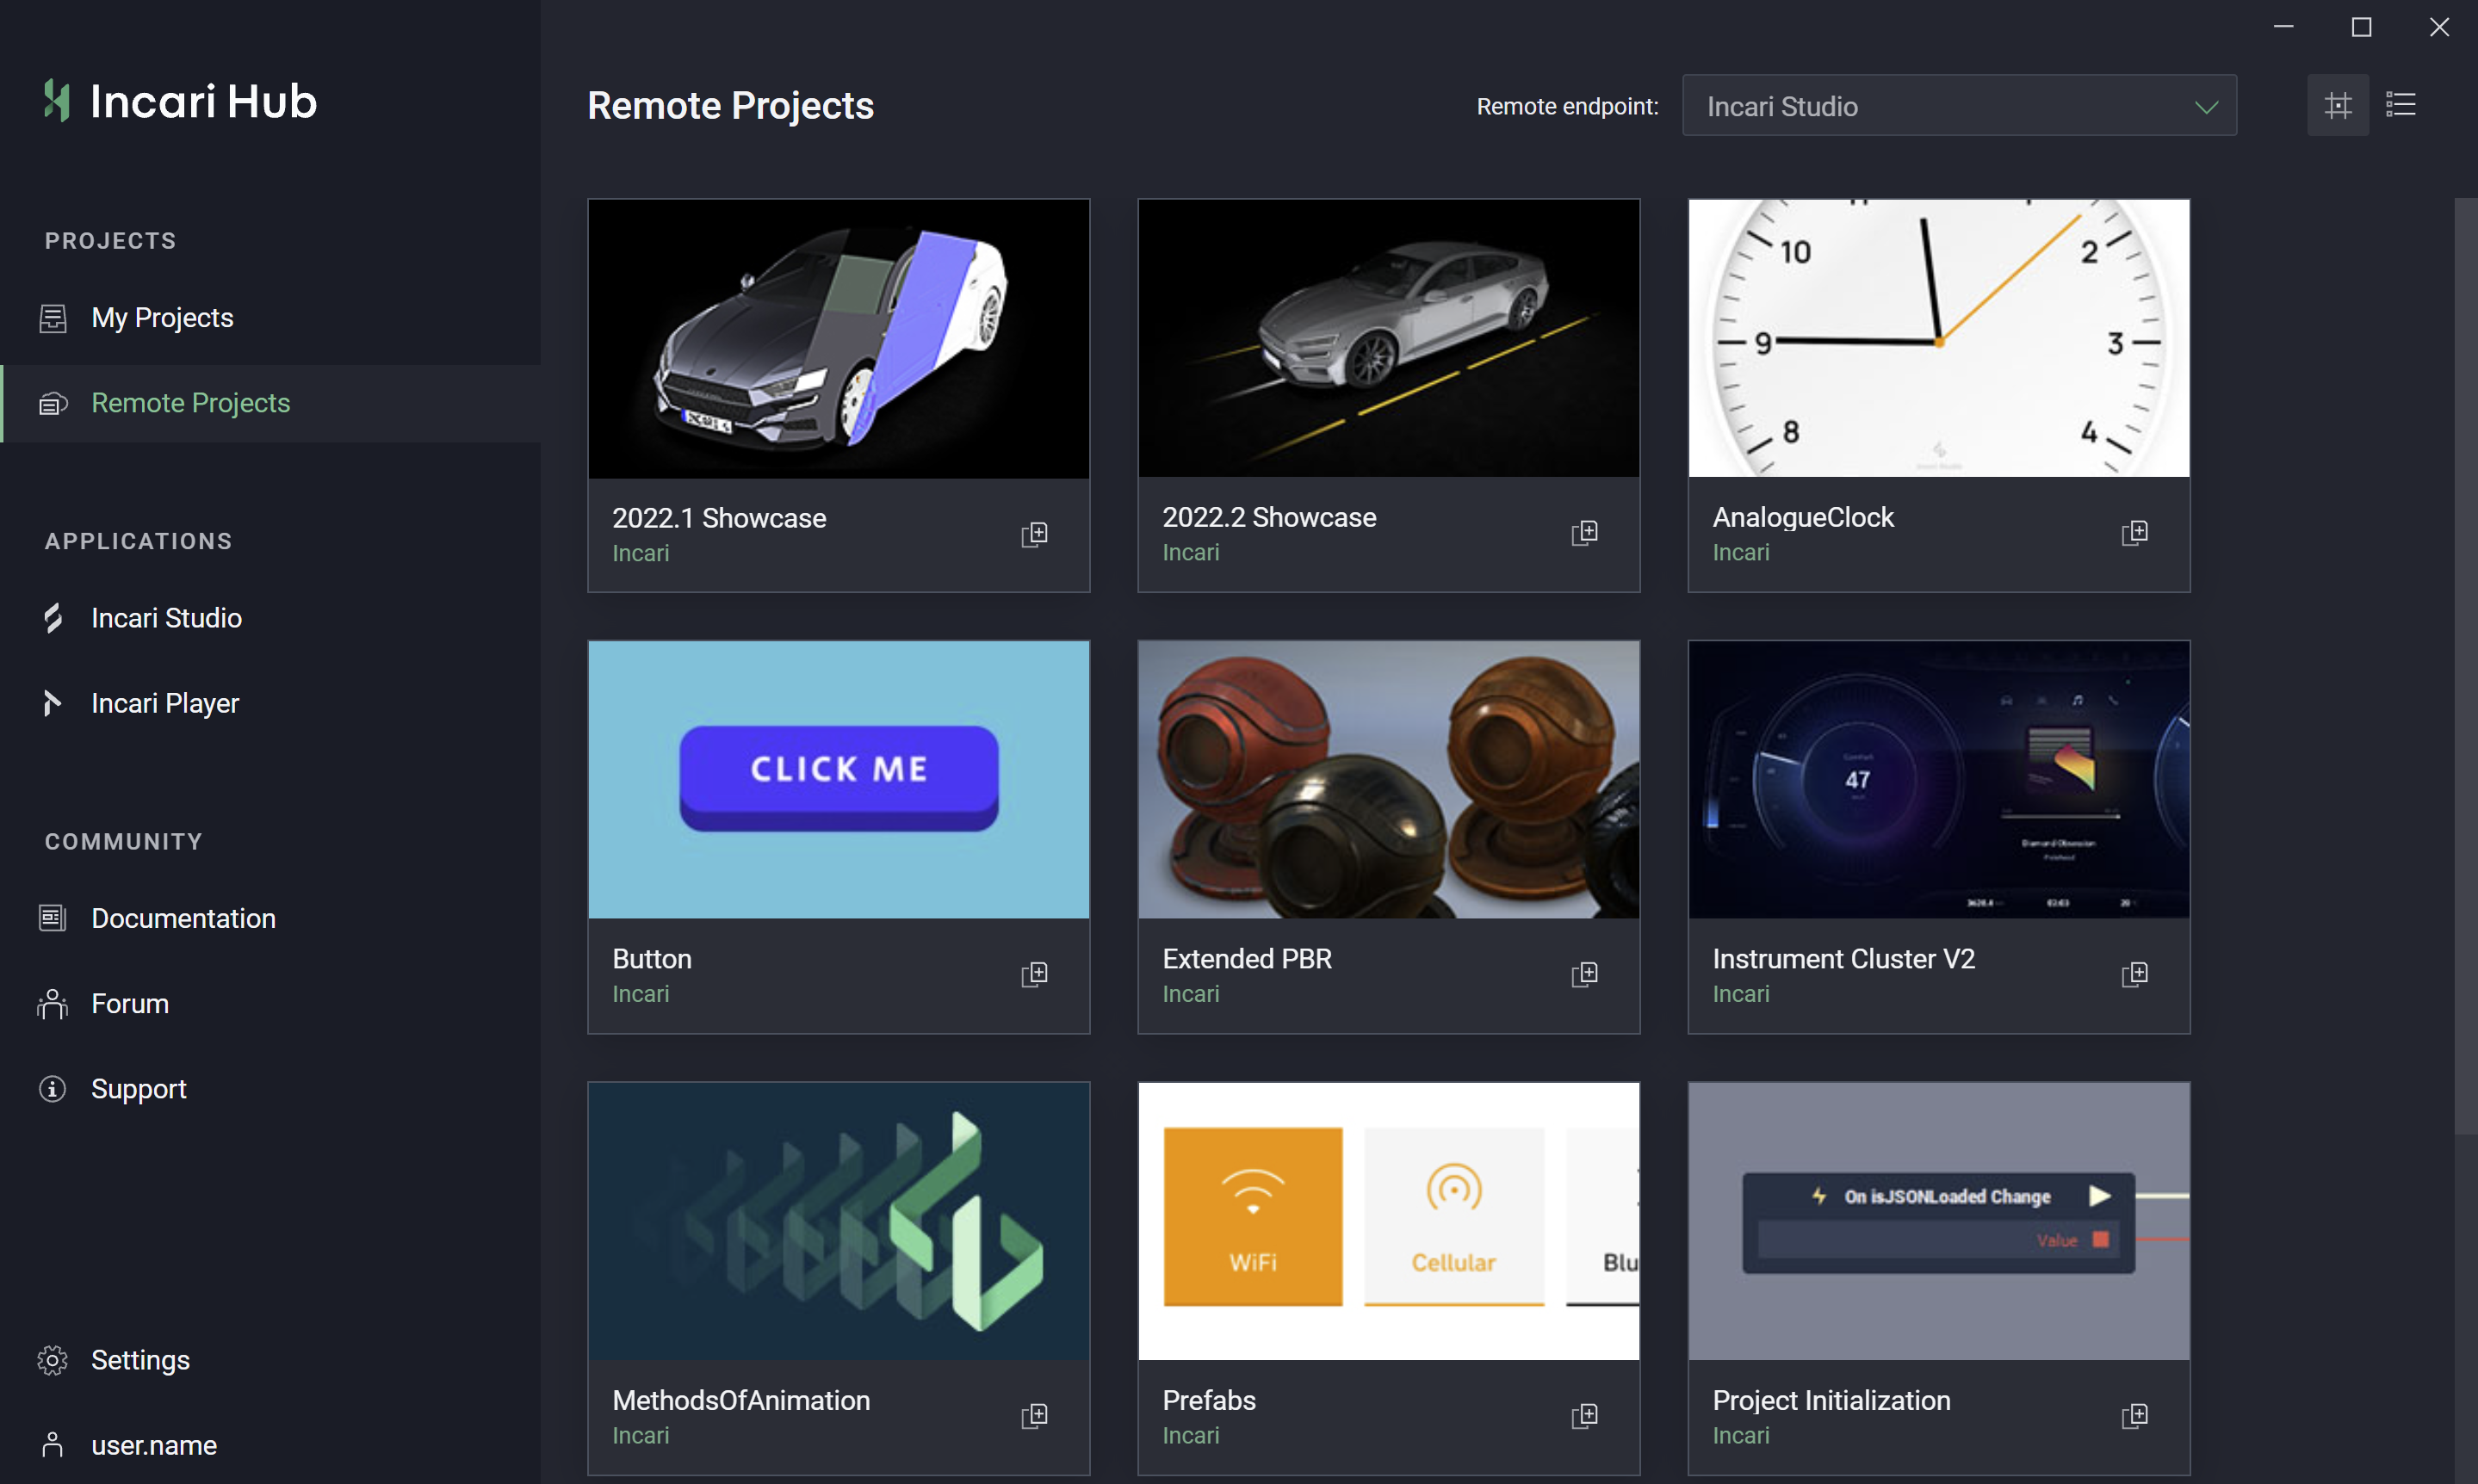 Incari Hub
PROJECTS
My Projects
Remote Projects
APPLICATIONS
Incari Studio
Incari Player
COMMUNITY
Documentation
Forum
Support
Settings
user.name
Remote Projects
Remote endpoint:
Incari Studio
10
2
9
3
8
4
2022.1 Showcase
Incari
2022.2 Showcase
Incari
AnalogueClock
Incari
CLICK ME
Button
Incari
Extended PBR
Incari
Comfort
47
Diamond Obsession
Instrument Cluster V2
Incari
MethodsOfAnimation
Incari
WiFi
Cellular
Blu
Prefabs
Incari
On isJSONLoaded Change
Value
Project Initialization
Incari